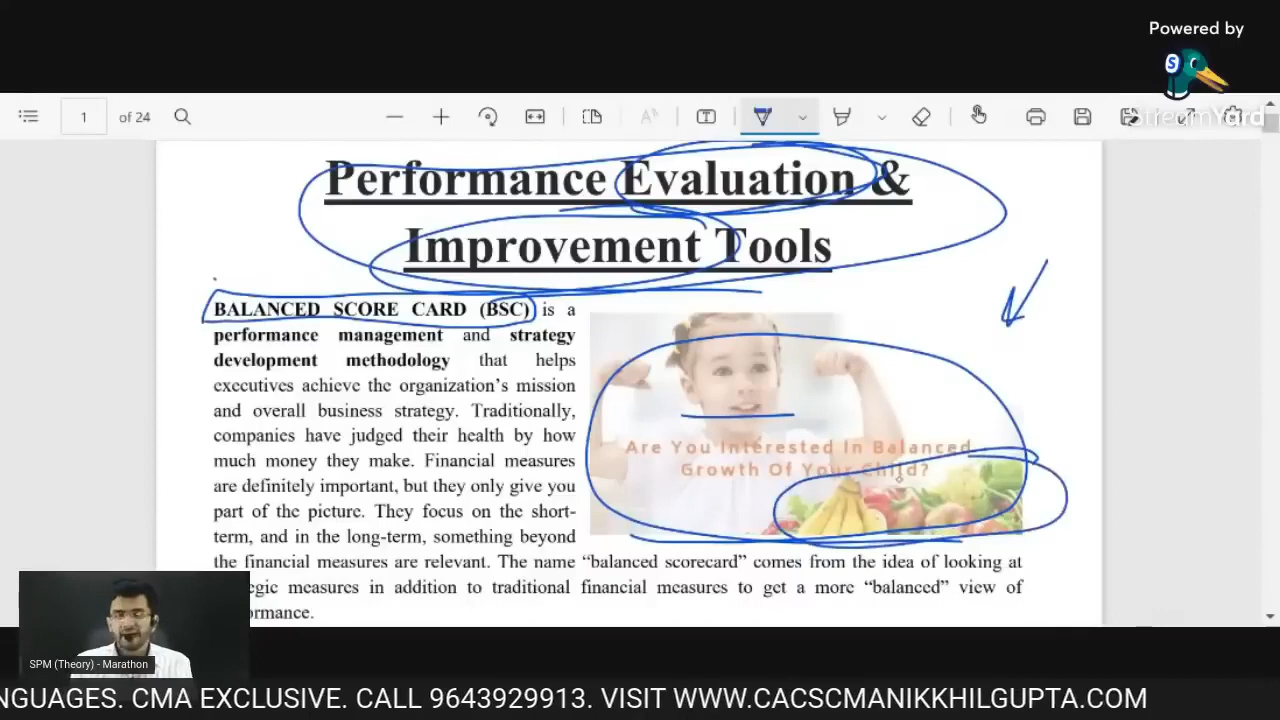 Powered by
S
1 of 24
StreamYard
Performance Evaluation &
Improvement Tools
BALANCED SCORE CARD (BSC) is a
performance management and strategy
development methodology that helps
executives achieve the organization's mission
and overall business strategy. Traditionally,
companies have judged their health by how
much money they make. Financial measures
are definitely important, but they only give you
part of the picture. They focus on the short-
term, and in the long-term, something beyond
the financial measures are relevant. The name “balanced scorecard” comes from the idea of looking at
egic measures in addition to traditional financial measures to get a more “balanced” view of
ormance.
Are You Interested In Balanced
Growth Of Your Child?
SPM (Theory) - Marathon
NGUAGES. CMA EXCLUSIVE. CALL 9643929913. VISIT WWW.CACSCMANIKKHILGUPTA.COM